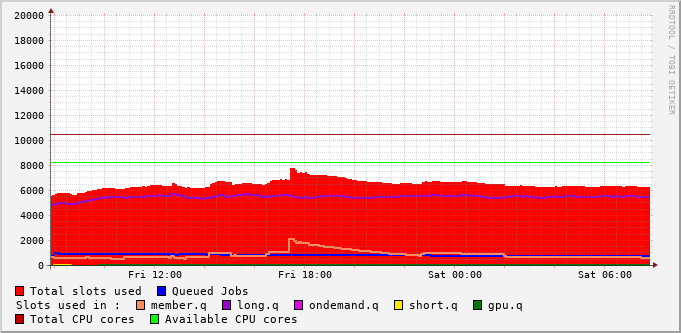 20000
18000
16000
14000
12000
10000
8000
6000
4000
2000
0
Fri 12:00 Fri 18:00 Sat 00:00 Sat 06:00
Total slots used Queued Jobs
Slots used in : member.q long.q ondemand.q short.q gpu.q
Total CPU cores Available CPU cores
RRDTOOL / TOBI OETIKER